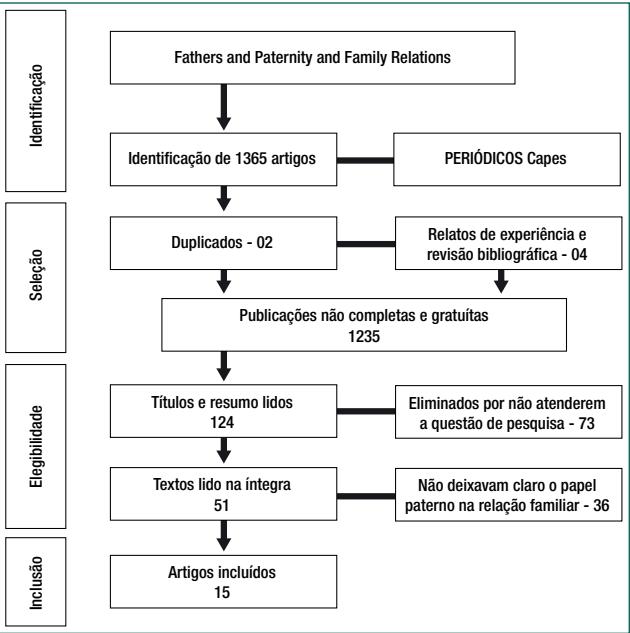 Identificação
Fathers and Paternity and Family Relations
Identificação de 1365 artigos
PERIÓDICOS Capes
Seleção
Duplicados - 02
Relatos de experiência e
revisão bibliográfica - 04
Publicações não completas e gratuítas
1235
Elegibilidade
Títulos e resumo lidos
124
Eliminados por não atenderem
a questão de pesquisa - 73
Textos lido na íntegra
51
Não deixavam claro o papel
paterno na relação familiar - 36
Inclusão
Artigos incluídos
15